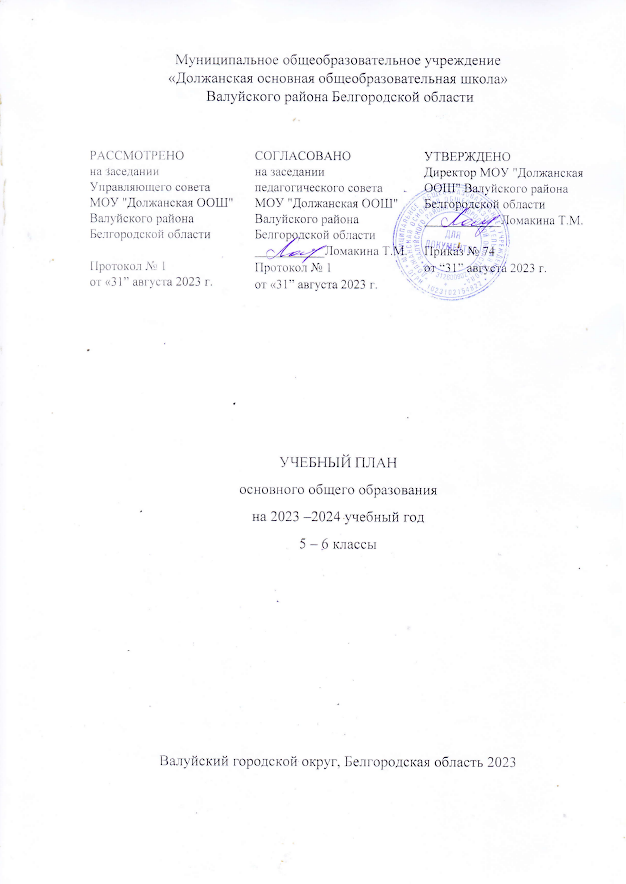 Муниципальное общеобразовательное учреждение
«Должанская основная общеобразовательная школа»
Валуйского района Белгородской области
РАССМОТРЕНО
на заседании
Управляющего совета
МОУ "Должанская ООШ"
Валуйского района
Белгородской области
Протокол № 1
от «31” августа 2023 г.
СОГЛАСОВАНО
на заседании
педагогического совета
МОУ "Должанская ООШ"
Валуйского района
Белгородской области
Ломакина Т.М.
Протокол № 1
от «31” августа 2023 г.
УТВЕРЖДЕНО
Директор МОУ "Должанская
ООШ" Валуйского района
Белгородской области
Ломакина Т.М.
Приказ № 74
от “31” августа 2023 г.
ДЛЯ
ДОКУМЕНТОВ
УЧЕБНЫЙ ПЛАН
основного общего образования
на 2023 –2024 учебный год
5 – 6 классы
Валуйский городской округ, Белгородская область 2023